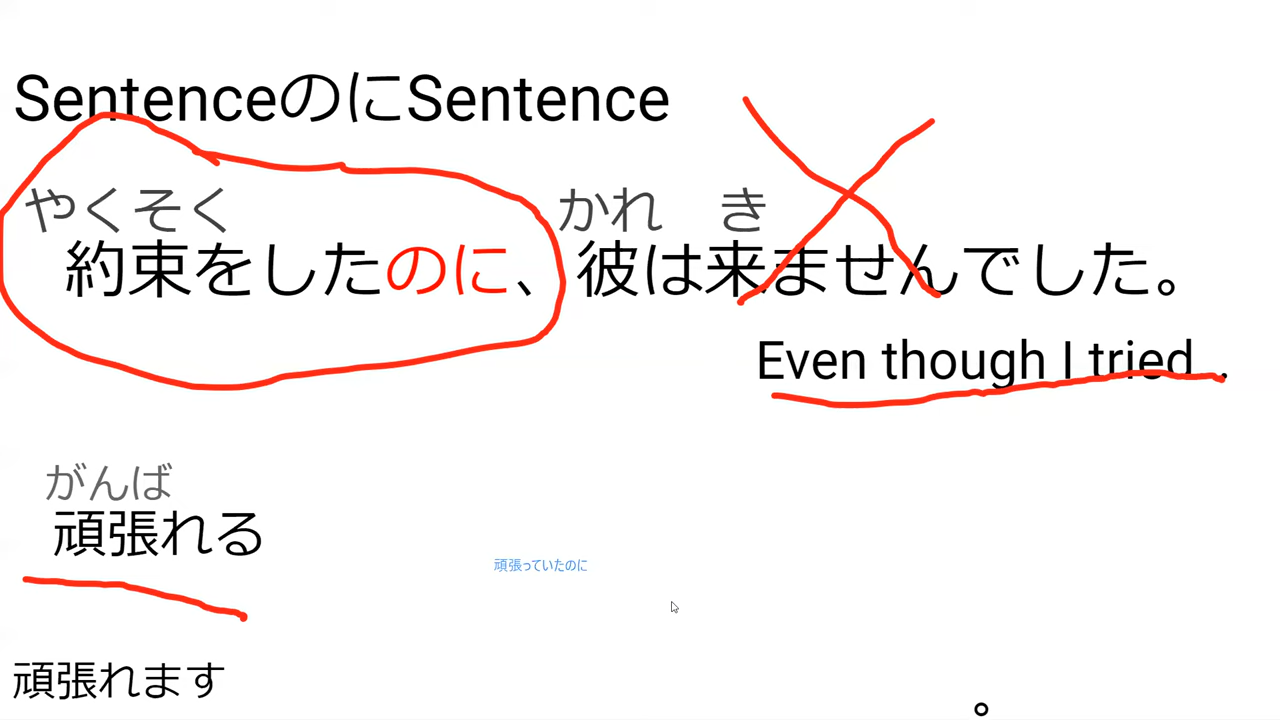 SentenceのにSentence
やくそく かれ き
約束をしたのに、彼は来ませんでした。
Even though I tried .
がんば
頑張れる
頑張っていたのに
頑張れます
。